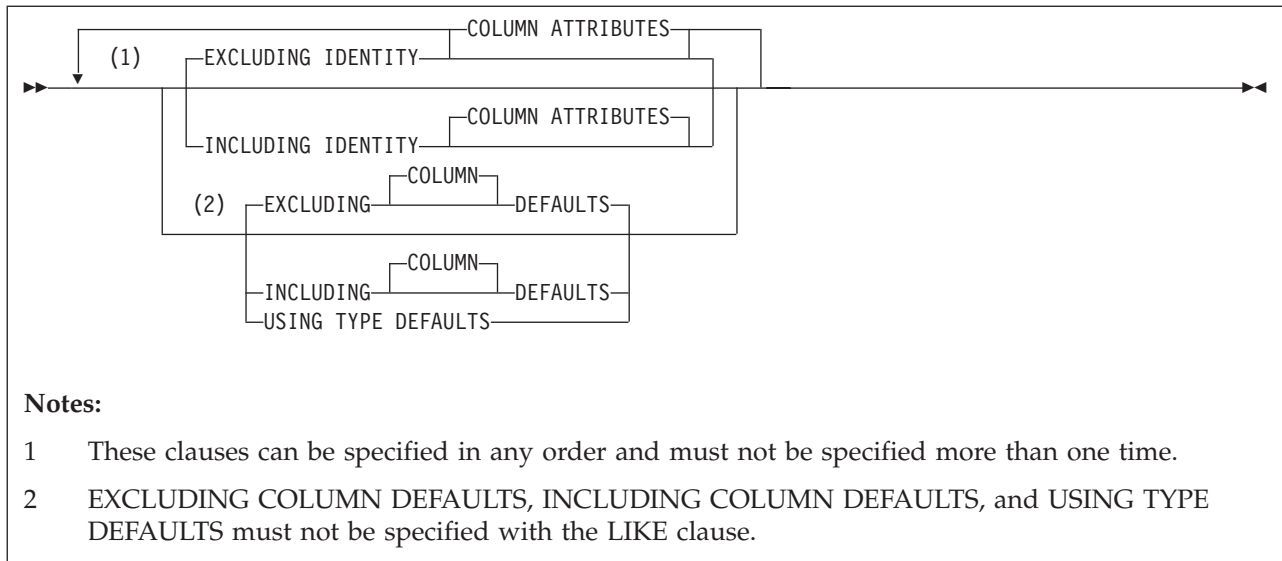 COLUMN ATTRIBUTES
(1) EXCLUDING IDENTITY
COLUMN ATTRIBUTES
INCLUDING IDENTITY
COLUMN
(2) EXCLUDING DEFAULTS
COLUMN
INCLUDING DEFAULTS
USING TYPE DEFAULTS
Notes:
1 These clauses can be specified in any order and must not be specified more than one time.
2 EXCLUDING COLUMN DEFAULTS, INCLUDING COLUMN DEFAULTS, and USING TYPE
DEFAULTS must not be specified with the LIKE clause.